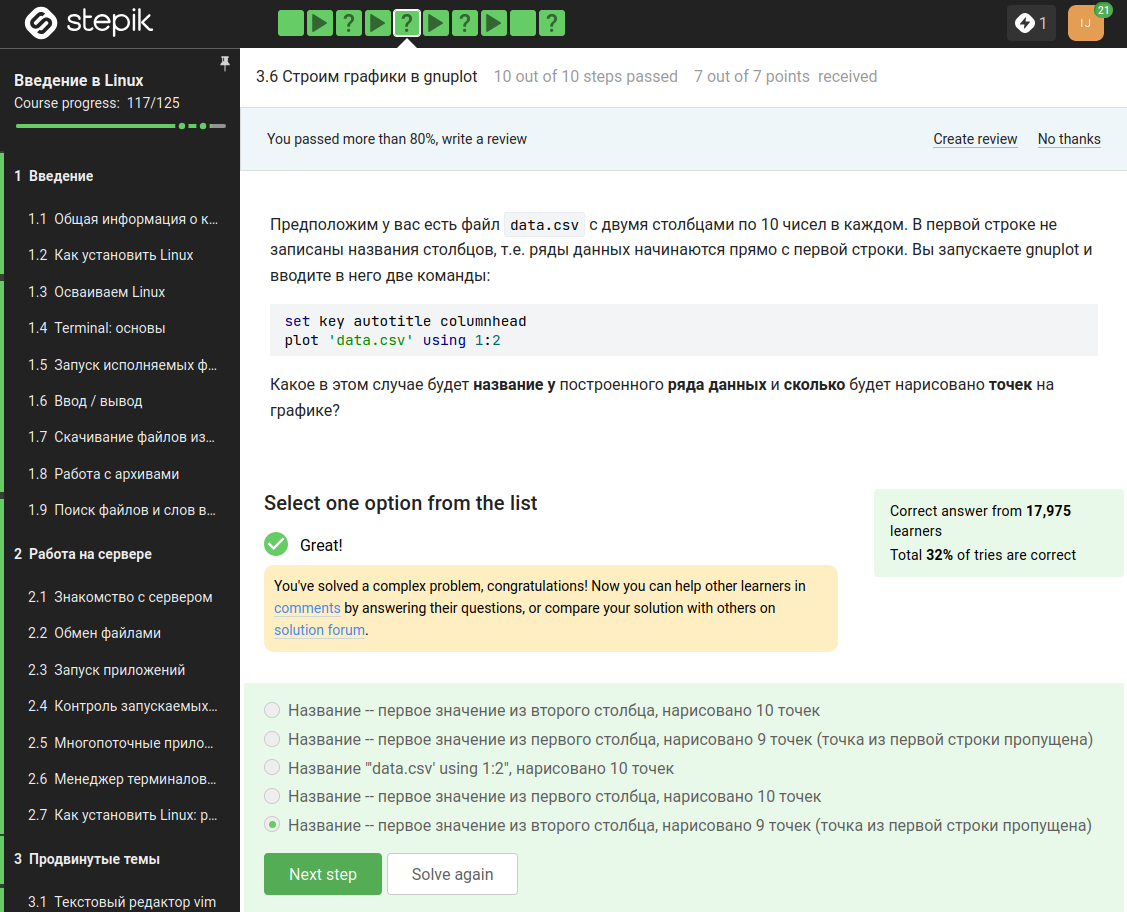 stepik
?
?
?
?
1
IJ
21
Введение в Linux
Course progress: 117/125
1 Введение
1.1 Общая информация о к...
1.2 Как установить Linux
1.3 Осваиваем Linux
1.4 Terminal: основы
1.5 Запуск исполняемых ф...
1.6 Ввод / вывод
1.7 Скачивание файлов из...
1.8 Работа с архивами
1.9 Поиск файлов и слов в...
2 Работа на сервере
2.1 Знакомство с сервером
2.2 Обмен файлами
2.3 Запуск приложений
2.4 Контроль запускаемых...
2.5 Многопоточные прило...
2.6 Менеджер терминалов...
2.7 Как установить Linux: р...
3 Продвинутые темы
3.1 Текстовый редактор vim
3.6 Строим графики в gnuplot 10 out of 10 steps passed 7 out of 7 points received
You passed more than 80%, write a review Create review No thanks
Предположим у вас есть файл data.csv с двумя столбцами по 10 чисел в каждом. В первой строке не
записаны названия столбцов, т.е. ряды данных начинаются прямо с первой строки. Вы запускаете gnuplot и
вводите в него две команды:
set key autotitle columnhead
plot 'data.csv' using 1:2
Какое в этом случае будет название у построенного ряда данных и сколько будет нарисовано точек на
графике?
Select one option from the list
Great!
You've solved a complex problem, congratulations! Now you can help other learners in
comments by answering their questions, or compare your solution with others on
solution forum.
Correct answer from 17,975
learners
Total 32% of tries are correct
Название -- первое значение из второго столбца, нарисовано 10 точек
Название -- первое значение из первого столбца, нарисовано 9 точек (точка из первой строки пропущена)
Название "'data.csv' using 1:2", нарисовано 10 точек
Название -- первое значение из первого столбца, нарисовано 10 точек
Название -- первое значение из второго столбца, нарисовано 9 точек (точка из первой строки пропущена)
Next step Solve again